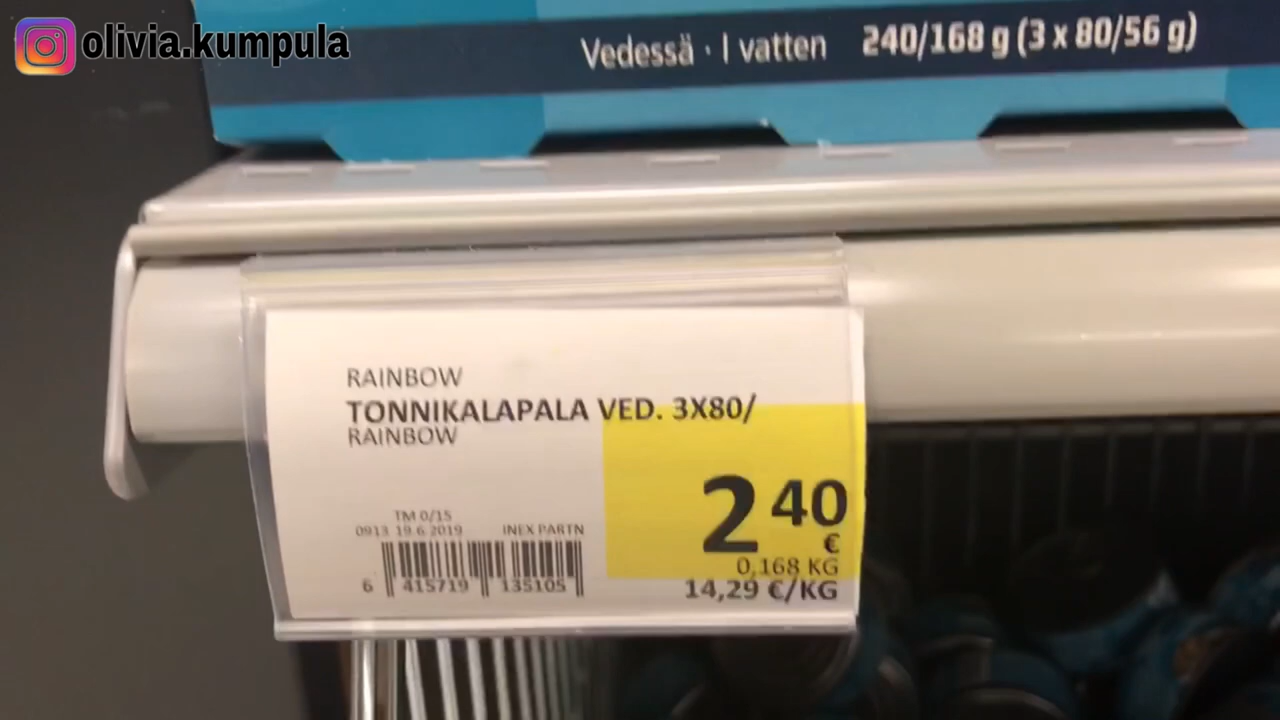 olivia.kumpula
Vedessä · I vatten 240/168 g (3 x 80/56 g)
RAINBOW
TONNIKALAPALA VED. 3X80/
RAINBOW
2 40
€
0,168 KG
14,29 €/KG
TM 0/15
0913 19.6.2019 INEX PARTN
6 415719 135105